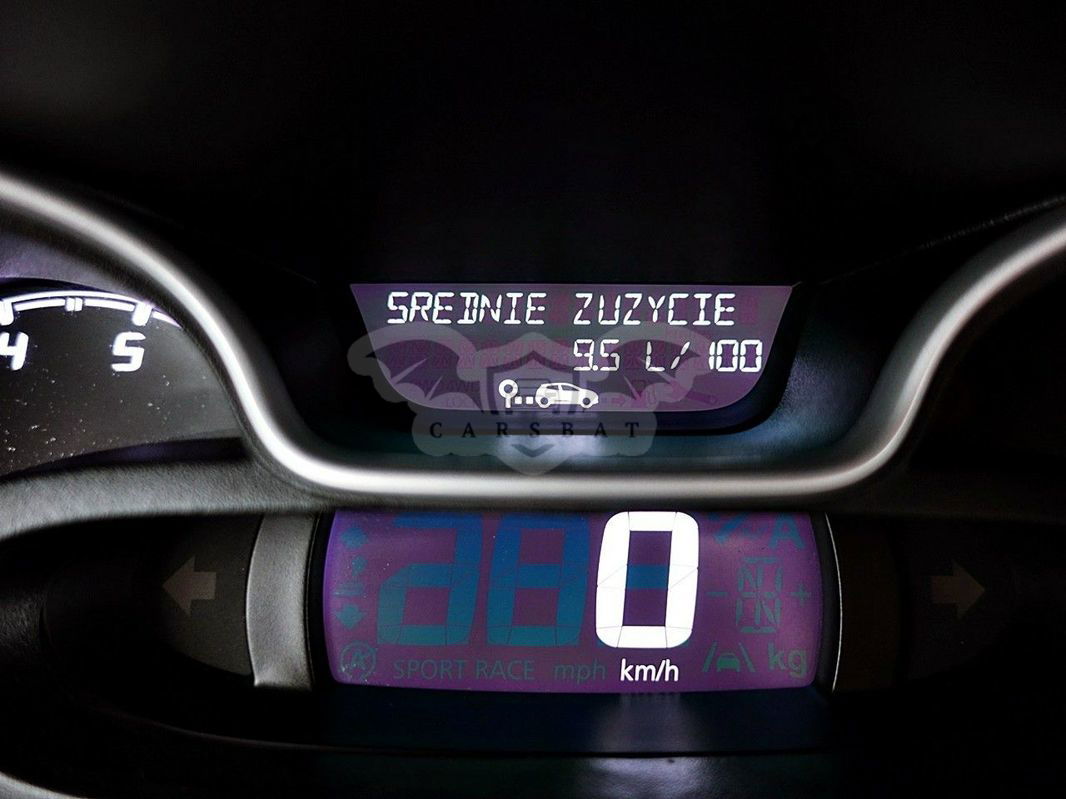 SREDNIE ZUZYCIE
9.5 L/100
4 5
CARSBAT
0
SPORT RACE mph km/h
kg
A
- +